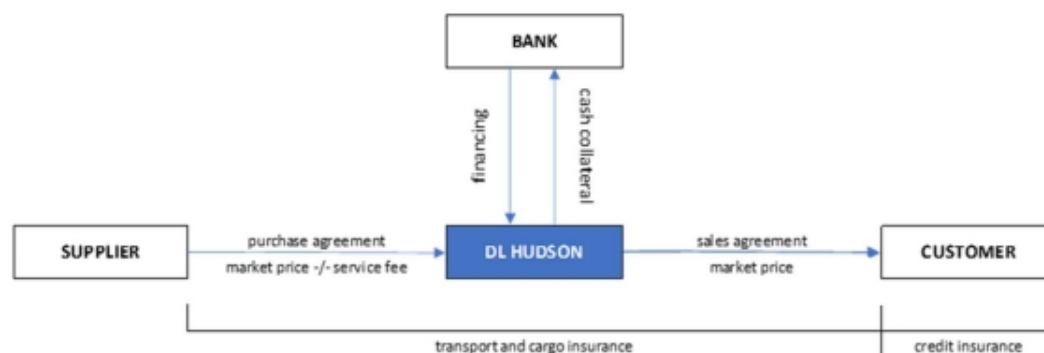 BANK
financing
cash collateral
SUPPLIER
purchase agreement
market price -/- service fee
DL HUDSON
sales agreement
market price
CUSTOMER
transport and cargo insurance
credit insurance